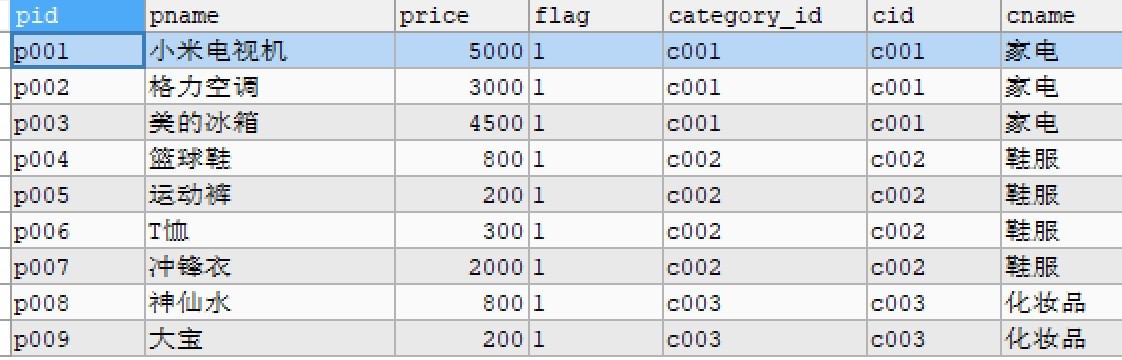 pid pname price flag category_id cid cname
p001 小米电视机 5000 1 c001 c001 家电
p002 格力空调 3000 1 c001 c001 家电
p003 美的冰箱 4500 1 c001 c001 家电
p004 篮球鞋 800 1 c002 c002 鞋服
p005 运动裤 200 1 c002 c002 鞋服
p006 T恤 300 1 c002 c002 鞋服
p007 冲锋衣 2000 1 c002 c002 鞋服
p008 神仙水 800 1 c003 c003 化妆品
p009 大宝 200 1 c003 c003 化妆品